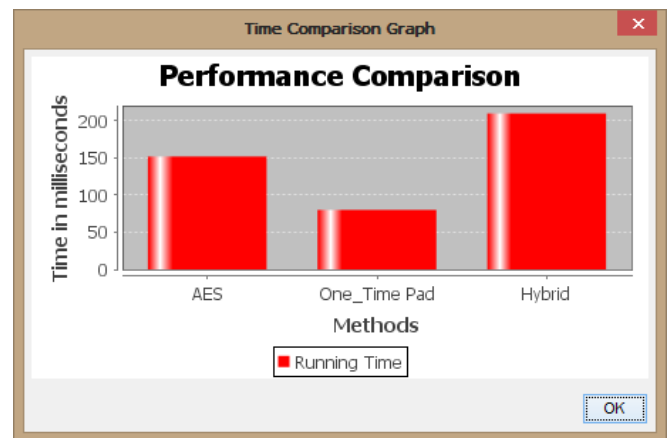 Time Comparison Graph
Performance Comparison
Time in milliseconds
200
150
100
50
0
AES
One_Time Pad
Hybrid
Methods
Running Time
OK